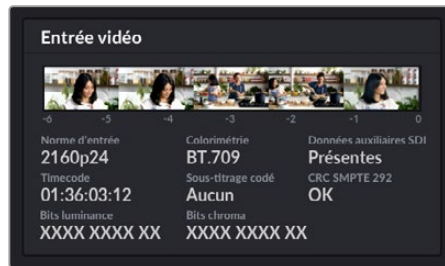 Entrée vidéo
-6 -5 -4 -3 -2 -1 0
Norme d'entrée Colorimétrie Données auxiliaires SDI
2160p24 BT.709 Présentes
Timecode Sous-titrage codé CRC SMPTE 292
01:36:03:12 Aucun OK
Bits luminance Bits chroma
XXXX XXXX XX XXXX XXXX XX